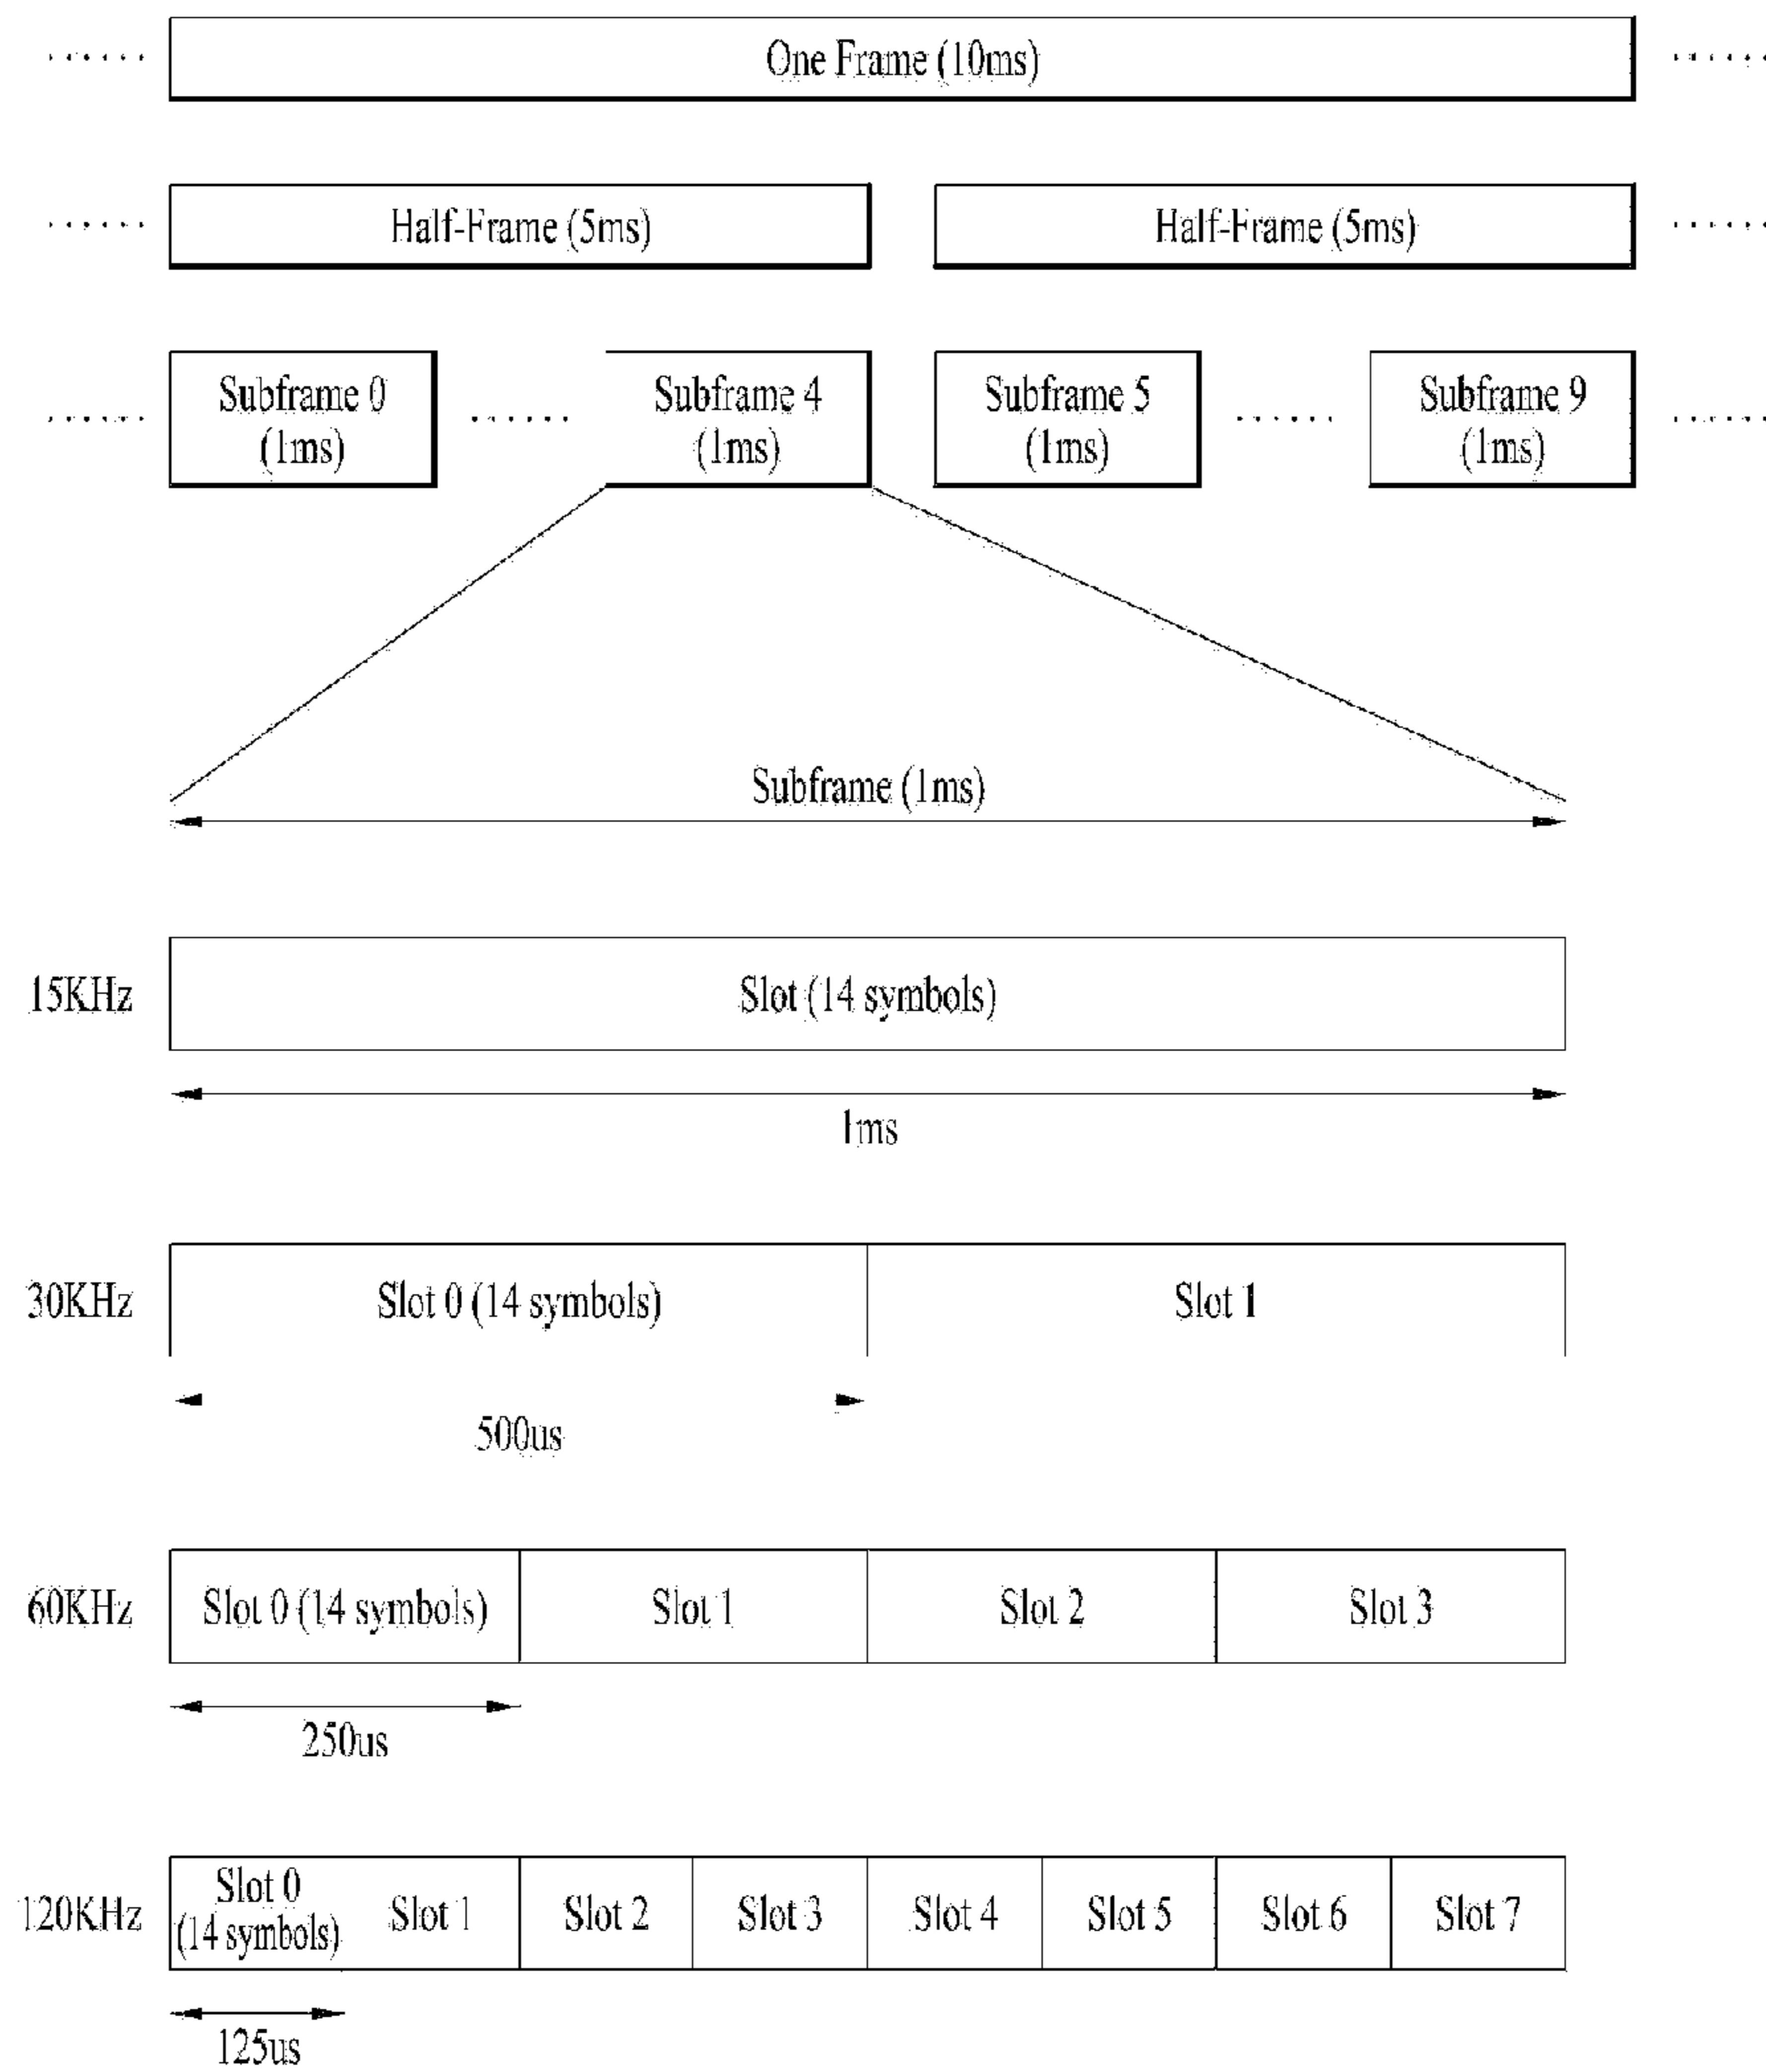 One Frame (10ms)
Half-Frame (5ms) Half-Frame (5ms)
Subframe 0 Subframe 4 Subframe 5 Subframe 9
(1ms) (1ms) (1ms) (1ms)
Subframe (1ms)
15KHz Slot (14 symbols)
1ms
30KHz Slot 0 (14 symbols) Slot 1
500us
60KHz Slot 0 (14 symbols) Slot 1 Slot 2 Slot 3
250us
120KHz Slot 0 (14 symbols) Slot 1 Slot 2 Slot 3 Slot 4 Slot 5 Slot 6 Slot 7
125us